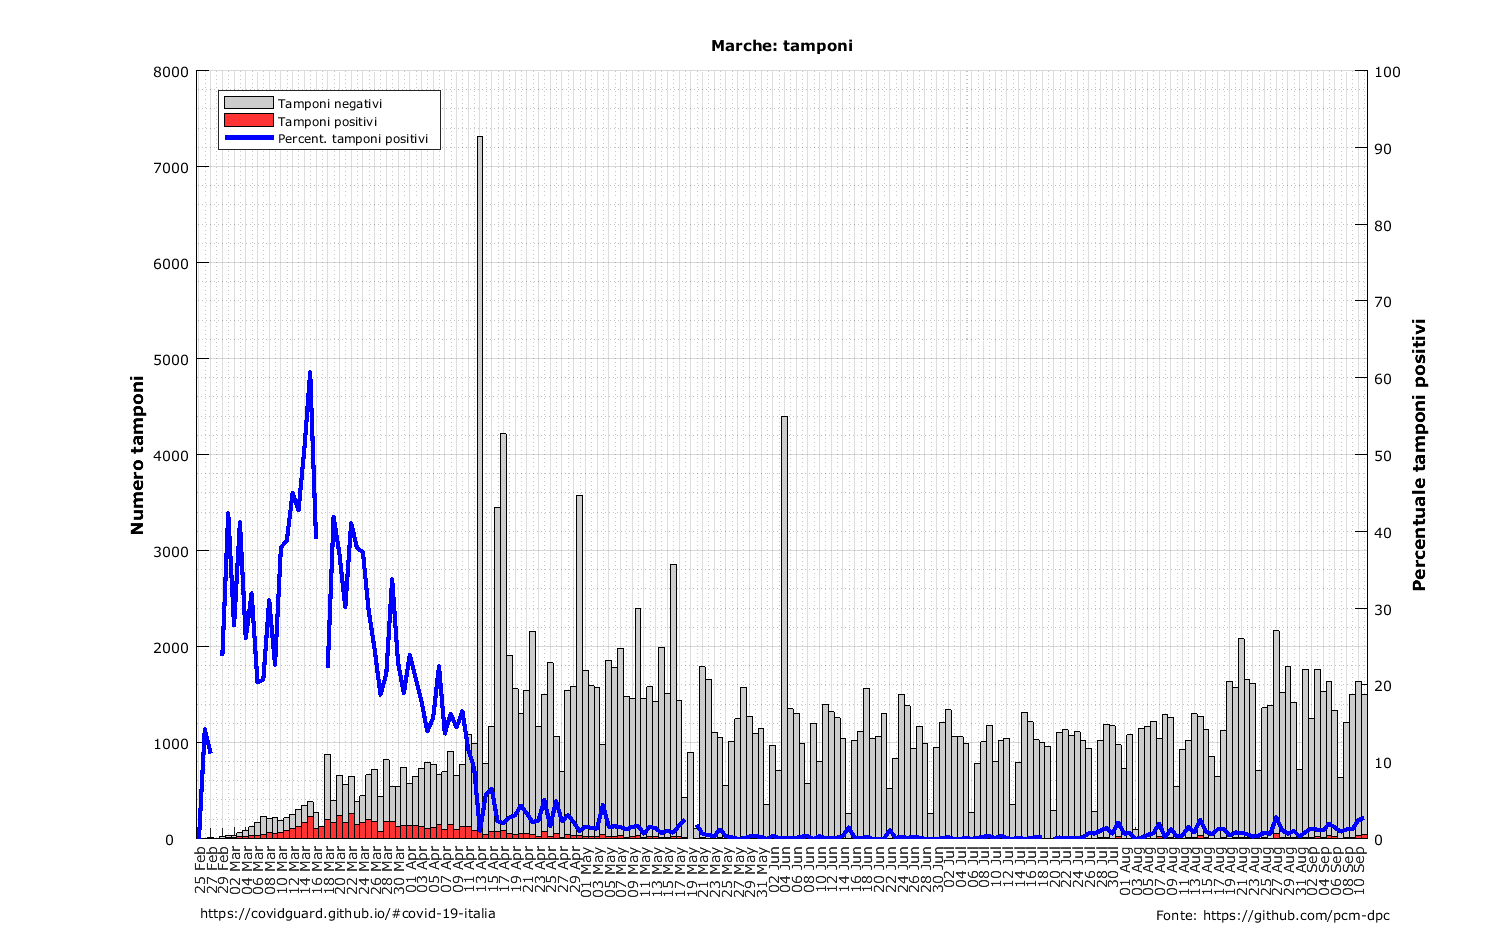 Marche: tamponi
Tamponi negativi
Tamponi positivi
Percent. tamponi positivi
Numero tamponi
8000
7000
6000
5000
4000
3000
2000
1000
0
Percentuale tamponi positivi
100
90
80
70
60
50
40
30
20
10
0
25 Feb
27 Feb
29 Feb
02 Mar
04 Mar
06 Mar
08 Mar
10 Mar
12 Mar
14 Mar
16 Mar
18 Mar
20 Mar
22 Mar
24 Mar
26 Mar
28 Mar
30 Mar
01 Apr
03 Apr
05 Apr
07 Apr
09 Apr
11 Apr
13 Apr
15 Apr
17 Apr
19 Apr
21 Apr
23 Apr
25 Apr
27 Apr
29 Apr
01 May
03 May
05 May
07 May
09 May
11 May
13 May
15 May
17 May
19 May
21 May
23 May
25 May
27 May
29 May
31 May
02 Jun
04 Jun
06 Jun
08 Jun
10 Jun
12 Jun
14 Jun
16 Jun
18 Jun
20 Jun
22 Jun
24 Jun
26 Jun
28 Jun
30 Jun
02 Jul
04 Jul
06 Jul
08 Jul
10 Jul
12 Jul
14 Jul
16 Jul
18 Jul
20 Jul
22 Jul
24 Jul
26 Jul
28 Jul
30 Jul
01 Aug
03 Aug
05 Aug
07 Aug
09 Aug
11 Aug
13 Aug
15 Aug
17 Aug
19 Aug
21 Aug
23 Aug
25 Aug
27 Aug
29 Aug
31 Aug
02 Sep
04 Sep
06 Sep
08 Sep
10 Sep
https://covidguard.github.io/#covid-19-italia
Fonte: https://github.com/pcm-dpc